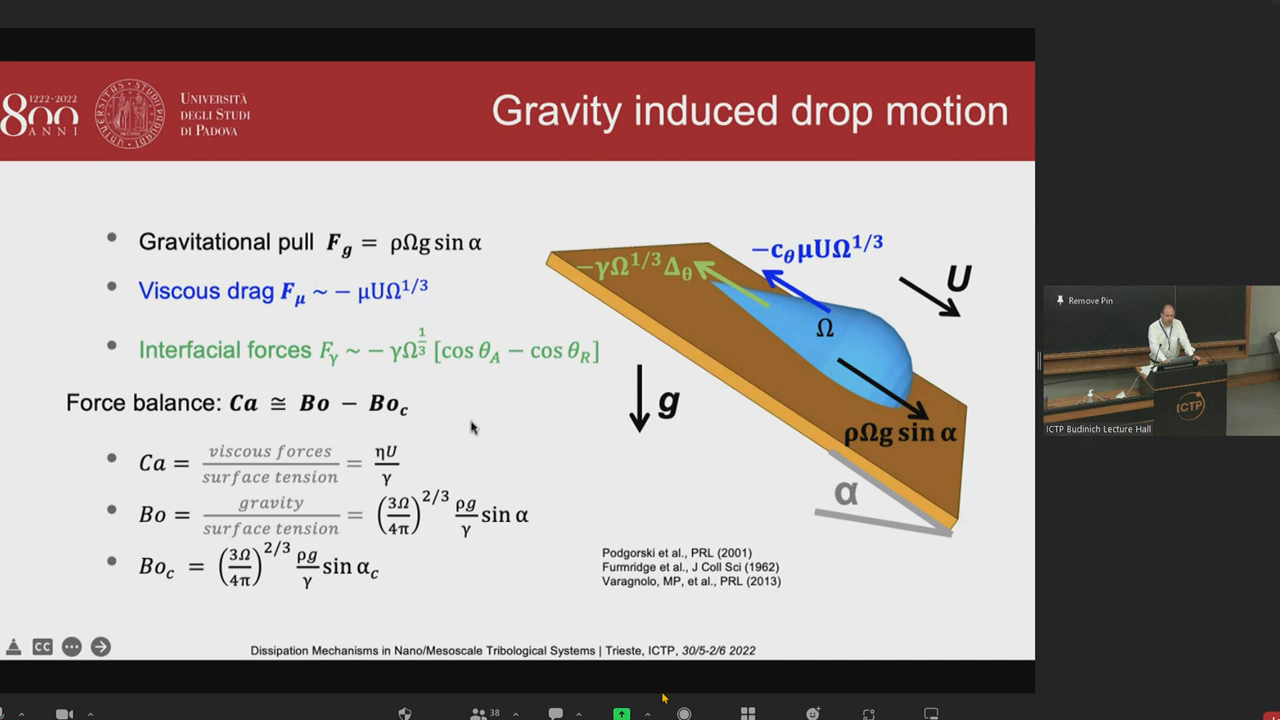 1222·2022
800
ANNI
UNIVERSITÀ
DEGLI STUDI
DI PADOVA
Gravity induced drop motion
• Gravitational pull F_g = ρΩg sin α
• Viscous drag F_μ ~ − μUΩ^{1/3}
• Interfacial forces F_γ ~ − γΩ^{1/3} [cos θ_A − cos θ_R]
Force balance: Ca ≅ Bo − Bo_c
• Ca = viscous forces / surface tension = ηU / γ
• Bo = gravity / surface tension = (3Ω / 4π)^{2/3} ρg / γ sin α
• Bo_c = (3Ω / 4π)^{2/3} ρg / γ sin α_c
−γΩ^{1/3}Δ_θ
−c_θμUΩ^{1/3}
U
Ω
g
ρΩg sin α
α
Podgorski et al., PRL (2001)
Furmridge et al., J Coll Sci (1962)
Varagnolo, MP, et al., PRL (2013)
CC
Dissipation Mechanisms in Nano/Mesoscale Tribological Systems | Trieste, ICTP, 30/5-2/6 2022
Remove Pin
ICTP
ICTP Budinich Lecture Hall
38